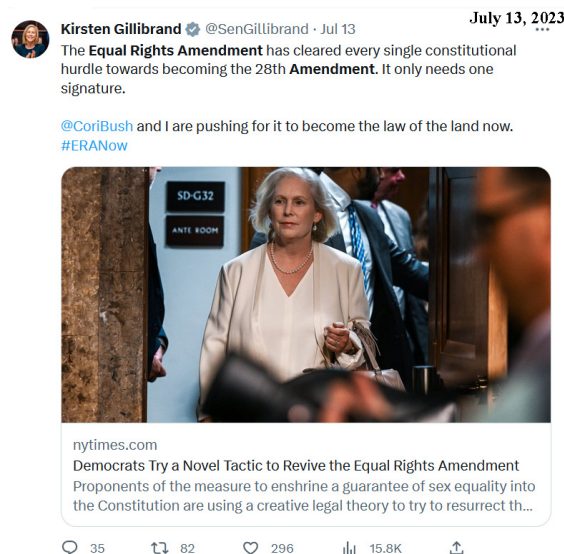 July 13, 2023
Kirsten Gillibrand @SenGillibrand · Jul 13
The Equal Rights Amendment has cleared every single constitutional
hurdle towards becoming the 28th Amendment. It only needs one
signature.
@CoriBush and I are pushing for it to become the law of the land now.
#ERANow
SD-G32
ANTE ROOM
nytimes.com
Democrats Try a Novel Tactic to Revive the Equal Rights Amendment
Proponents of the measure to enshrine a guarantee of sex equality into
the Constitution are using a creative legal theory to try to resurrect th...
35 82 296 15.8K